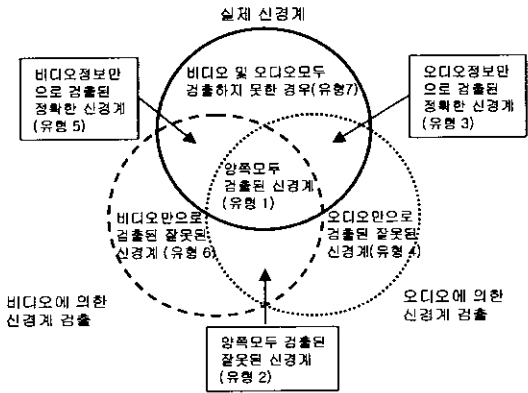 실제 신경계
비디오정보만
으로 검출된
정확한 신경계
(유형 5)
비디오 및 오디오모두
검출하지 못한 경우(유형7)
오디오정보만
으로 검출된
정확한 신경계
(유형 3)
양쪽모두
검출된 신경계
(유형 1)
비디오만으로
검출된 잘못된
신경계 (유형 6)
오디오만으로
검출된 잘못된
신경계(유형 4)
비디오에 의한
신경계 검출
오디오에 의한
신경계 검출
양쪽모두 검출된
잘못된 신경계
(유형 2)